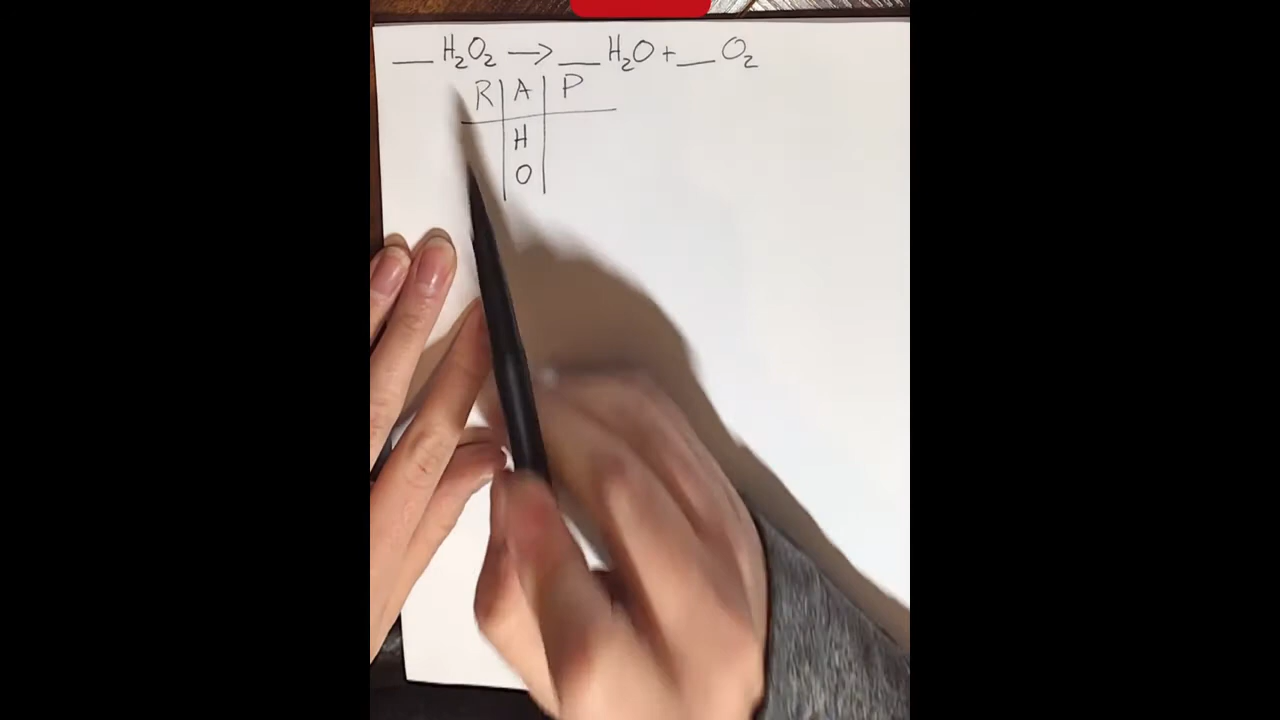 __ H₂O₂ → __ H₂O + __ O₂
R A P
H
O